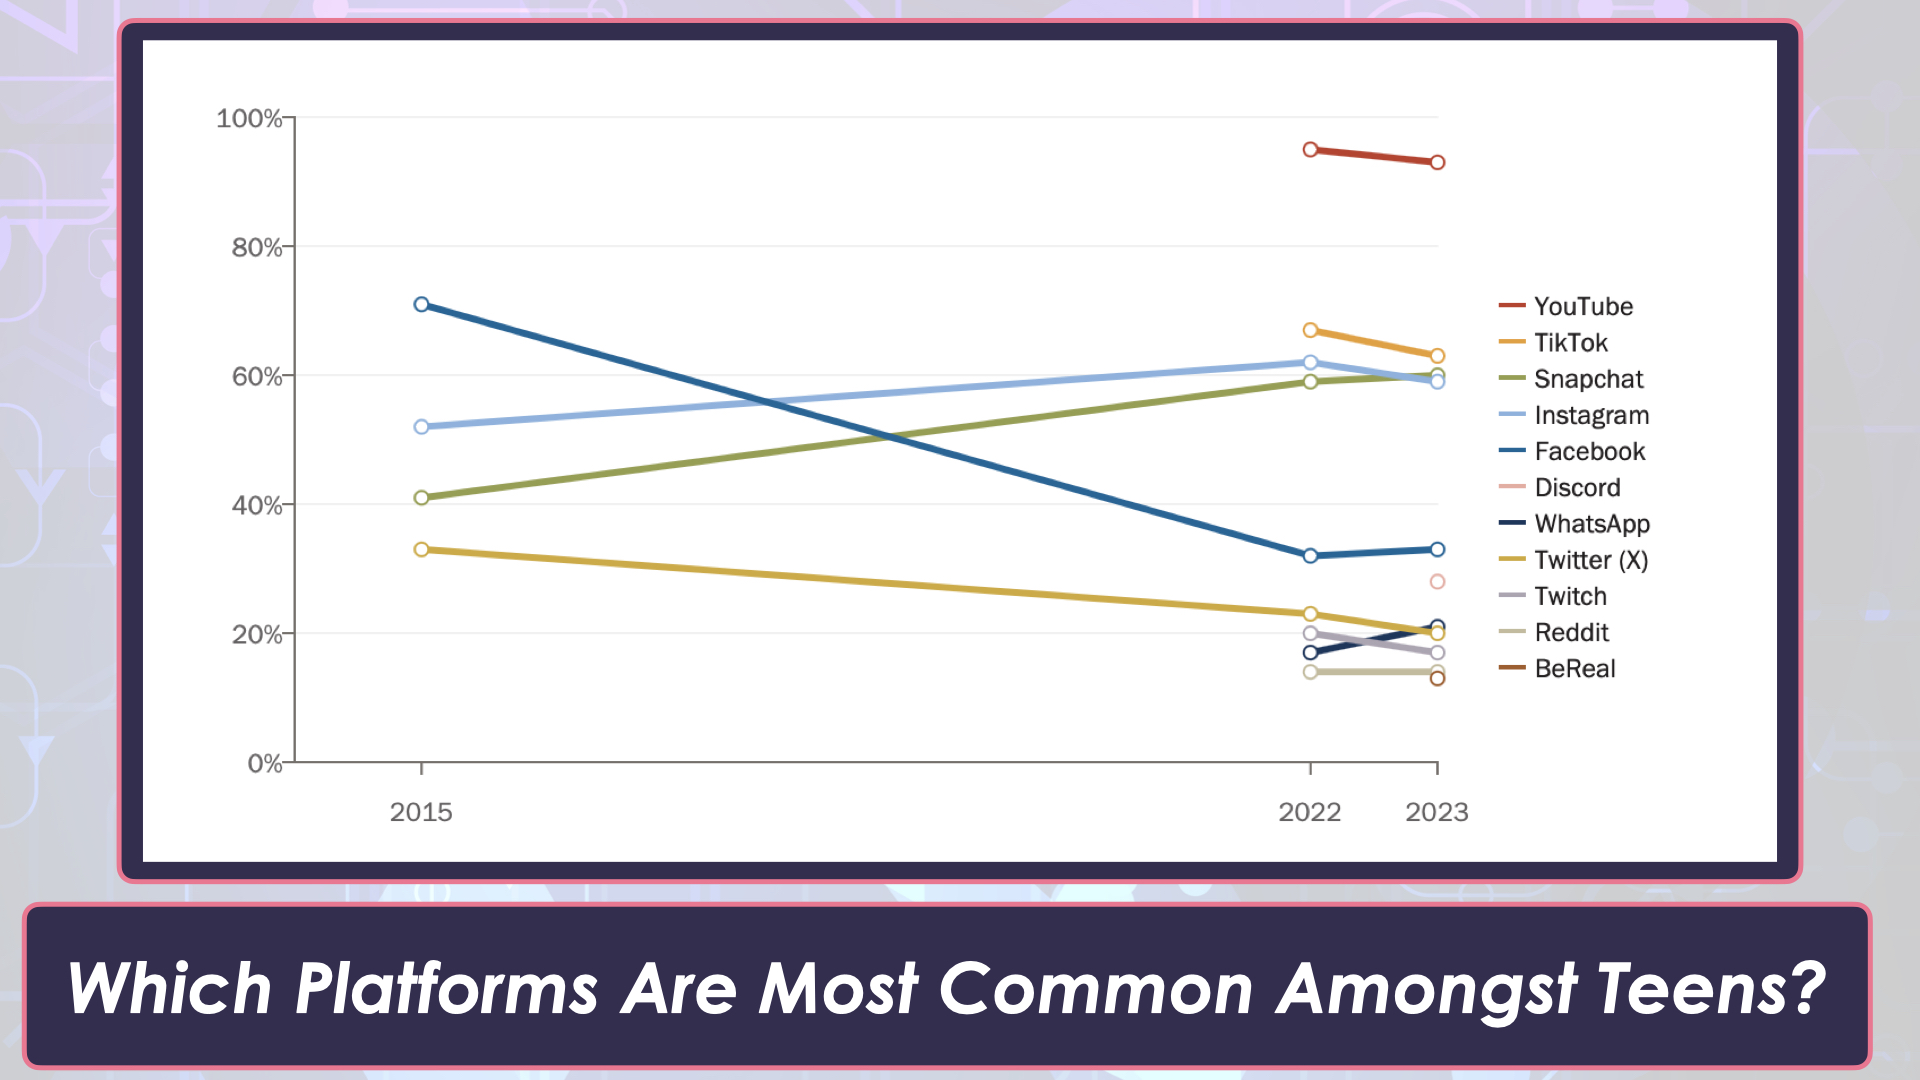 100%
80%
60%
40%
20%
0%
2015
2022
2023
YouTube
TikTok
Snapchat
Instagram
Facebook
Discord
WhatsApp
Twitter (X)
Twitch
Reddit
BeReal
Which Platforms Are Most Common Amongst Teens?